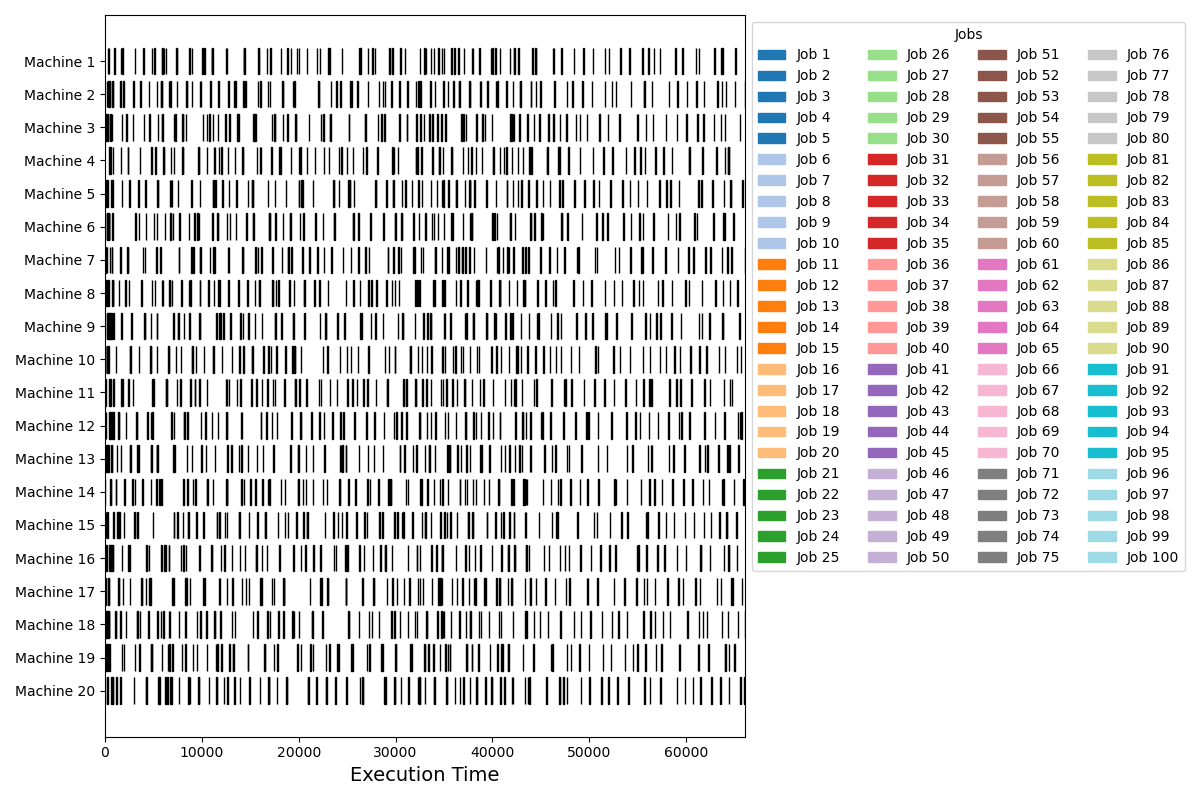 Machine 1
Machine 2
Machine 3
Machine 4
Machine 5
Machine 6
Machine 7
Machine 8
Machine 9
Machine 10
Machine 11
Machine 12
Machine 13
Machine 14
Machine 15
Machine 16
Machine 17
Machine 18
Machine 19
Machine 20
0 10000 20000 30000 40000 50000 60000
Execution Time
Jobs
Job 1 Job 26 Job 51 Job 76
Job 2 Job 27 Job 52 Job 77
Job 3 Job 28 Job 53 Job 78
Job 4 Job 29 Job 54 Job 79
Job 5 Job 30 Job 55 Job 80
Job 6 Job 31 Job 56 Job 81
Job 7 Job 32 Job 57 Job 82
Job 8 Job 33 Job 58 Job 83
Job 9 Job 34 Job 59 Job 84
Job 10 Job 35 Job 60 Job 85
Job 11 Job 36 Job 61 Job 86
Job 12 Job 37 Job 62 Job 87
Job 13 Job 38 Job 63 Job 88
Job 14 Job 39 Job 64 Job 89
Job 15 Job 40 Job 65 Job 90
Job 16 Job 41 Job 66 Job 91
Job 17 Job 42 Job 67 Job 92
Job 18 Job 43 Job 68 Job 93
Job 19 Job 44 Job 69 Job 94
Job 20 Job 45 Job 70 Job 95
Job 21 Job 46 Job 71 Job 96
Job 22 Job 47 Job 72 Job 97
Job 23 Job 48 Job 73 Job 98
Job 24 Job 49 Job 74 Job 99
Job 25 Job 50 Job 75 Job 100